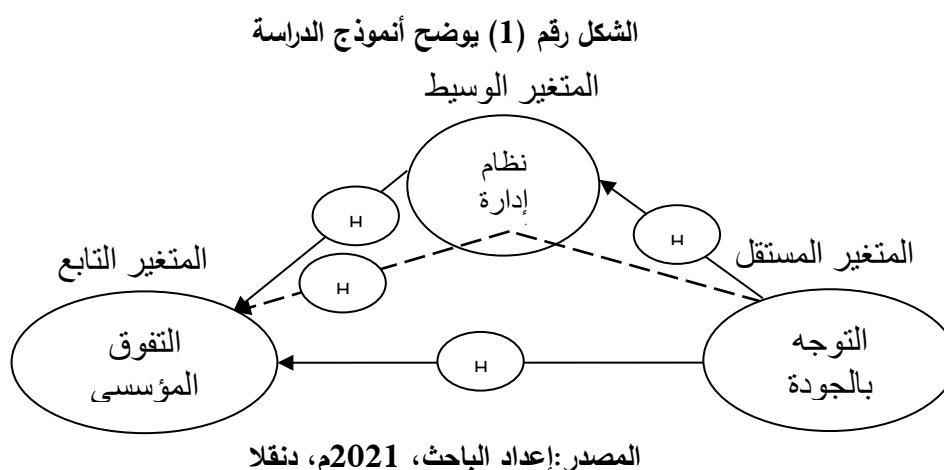 الشكل رقم (1) يوضح أنموذج الدراسة
المتغير الوسيط
نظام
إدارة
H
H
المتغير المستقل
المتغير التابع
H
التوجه
بالجودة
التفوق
المؤسسي
H
المصدر:إعداد الباحث، 2021م، دنقلا